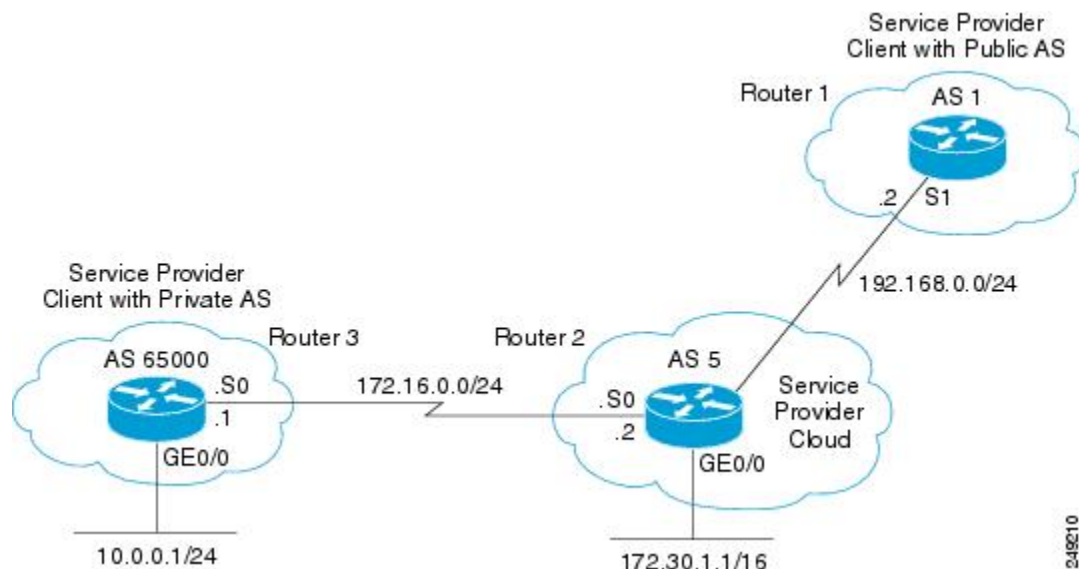 Service Provider
Client with Public AS
Router 1
AS 1
.2
S1
192.168.0.0/24
Service Provider
Client with Private AS
Router 3
AS 65000
.S0
.1
GE0/0
10.0.0.1/24
172.16.0.0/24
Router 2
AS 5
.S0
.2
GE0/0
Service
Provider
Cloud
172.30.1.1/16
249210